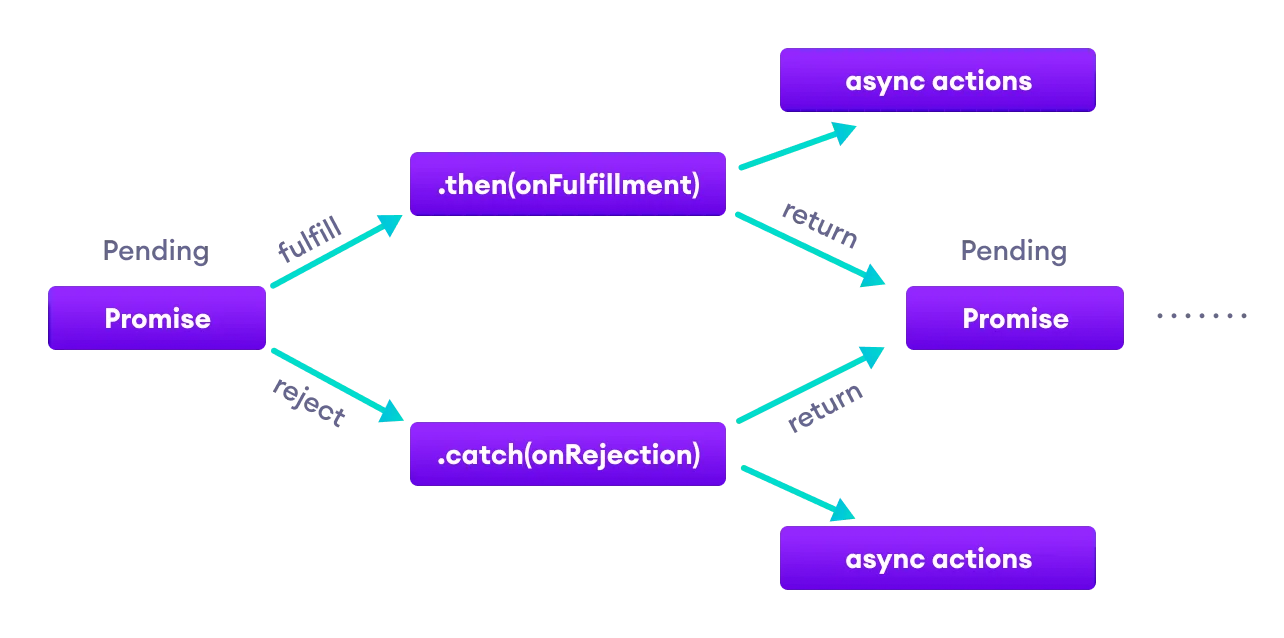 async actions
.then(onFulfillment)
fulfill
return
Pending
Pending
Promise
Promise
.......
reject
return
.catch(onRejection)
async actions